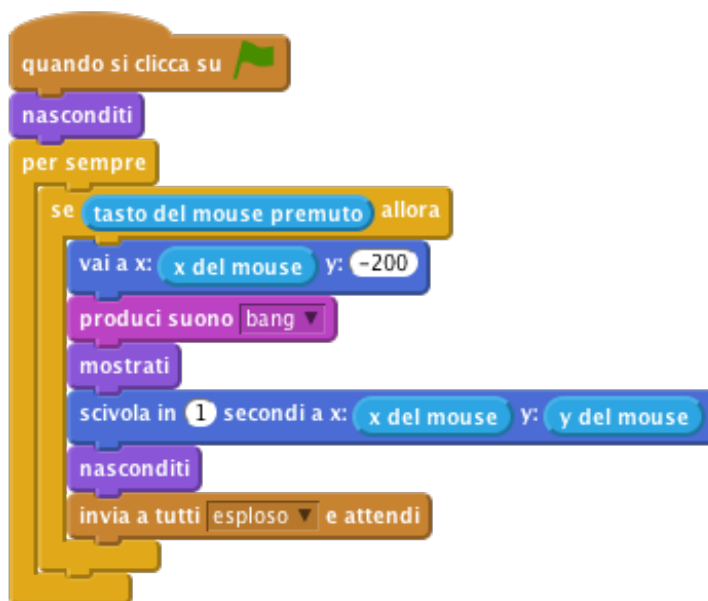 quando si clicca su
nasconditi
per sempre
se tasto del mouse premuto allora
vai a x: x del mouse y: -200
produci suono bang
mostrati
scivola in 1 secondi a x: x del mouse y: y del mouse
nasconditi
invia a tutti esploso e attendi